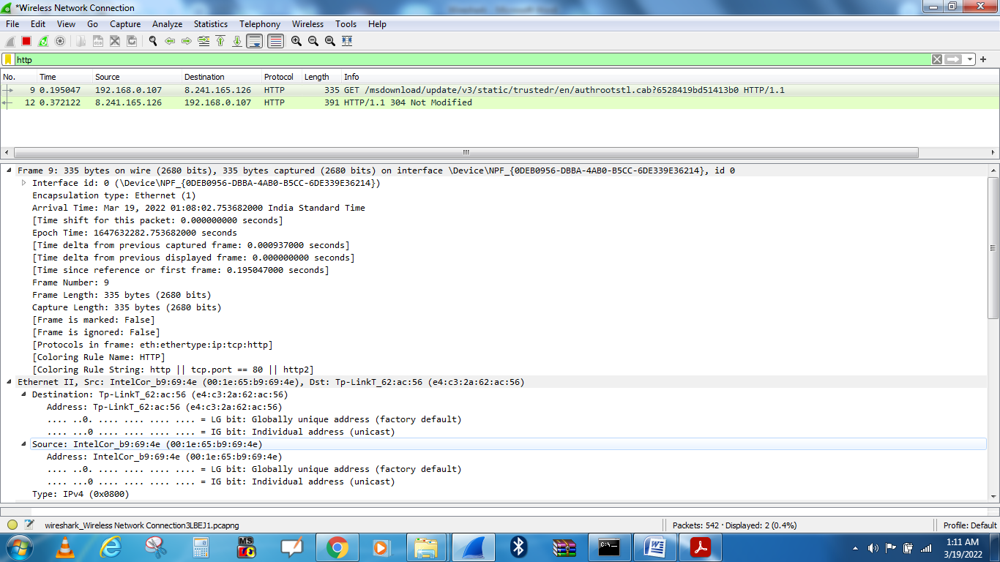 *Wireless Network Connection
File Edit View Go Capture Analyze Statistics Telephony Wireless Tools Help
http
No. Time Source Destination Protocol Length Info
9 0.195047 192.168.0.107 8.241.165.126 HTTP 335 GET /msdownload/update/v3/static/trustedr/en/authrootstl.cab?6528419bd51413b0 HTTP/1.1
12 0.372122 8.241.165.126 192.168.0.107 HTTP 391 HTTP/1.1 304 Not Modified
Frame 9: 335 bytes on wire (2680 bits), 335 bytes captured (2680 bits) on interface \Device\NPF_{0DEB0956-DBBA-4AB0-B5CC-6DE339E36214}, id 0
Interface id: 0 (\Device\NPF_{0DEB0956-DBBA-4AB0-B5CC-6DE339E36214})
Encapsulation type: Ethernet (1)
Arrival Time: Mar 19, 2022 01:08:02.753682000 India Standard Time
[Time shift for this packet: 0.000000000 seconds]
Epoch Time: 1647632282.753682000 seconds
[Time delta from previous captured frame: 0.000937000 seconds]
[Time delta from previous displayed frame: 0.000000000 seconds]
[Time since reference or first frame: 0.195047000 seconds]
Frame Number: 9
Frame Length: 335 bytes (2680 bits)
Capture Length: 335 bytes (2680 bits)
[Frame is marked: False]
[Frame is ignored: False]
[Protocols in frame: eth:ethertype:ip:tcp:http]
[Coloring Rule Name: HTTP]
[Coloring Rule String: http || tcp.port == 80 || http2]
Ethernet II, Src: IntelCor_b9:69:4e (00:1e:65:b9:69:4e), Dst: Tp-LinkT_62:ac:56 (e4:c3:2a:62:ac:56)
Destination: Tp-LinkT_62:ac:56 (e4:c3:2a:62:ac:56)
Address: Tp-LinkT_62:ac:56 (e4:c3:2a:62:ac:56)
.... ..0. .... .... .... .... = LG bit: Globally unique address (factory default)
.... ...0 .... .... .... .... = IG bit: Individual address (unicast)
Source: IntelCor_b9:69:4e (00:1e:65:b9:69:4e)
Address: IntelCor_b9:69:4e (00:1e:65:b9:69:4e)
.... ..0. .... .... .... .... = LG bit: Globally unique address (factory default)
.... ...0 .... .... .... .... = IG bit: Individual address (unicast)
Type: IPv4 (0x0800)
wireshark_Wireless Network Connection3LBEJ1.pcapng Packets: 542 · Displayed: 2 (0.4%) Profile: Default
MS
C:\_
W
1:11 AM
3/19/2022